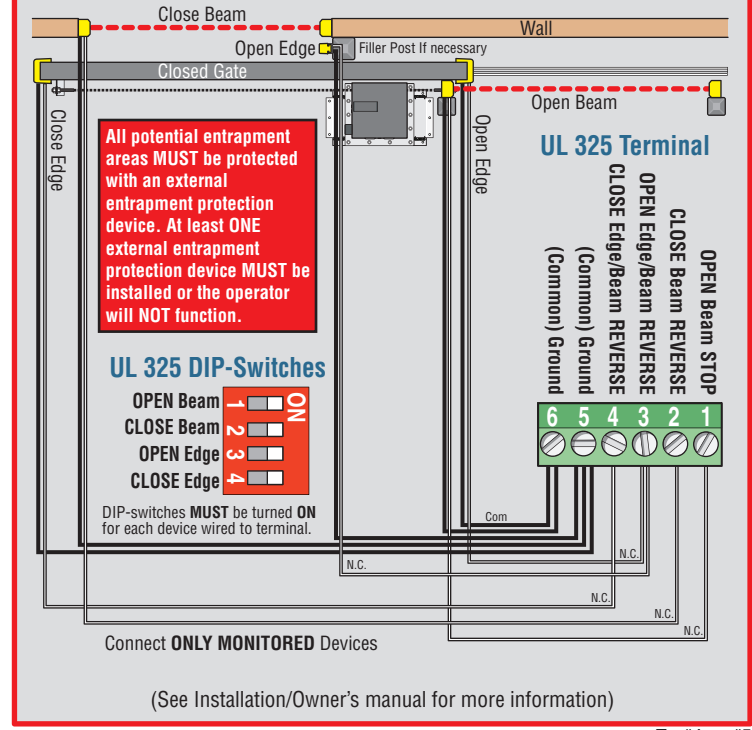 Close Beam
Wall
Open Edge
Filler Post If necessary
Closed Gate
Open Beam
Close Edge
Open Edge
All potential entrapment
areas MUST be protected
with an external
entrapment protection
device. At least ONE
external entrapment
protection device MUST be
installed or the operator
will NOT function.
UL 325 Terminal
(Common) Ground
(Common) Ground
CLOSE Edge/Beam REVERSE
OPEN Edge/Beam REVERSE
CLOSE Beam REVERSE
OPEN Beam STOP
6 5 4 3 2 1
UL 325 DIP-Switches
OPEN Beam
CLOSE Beam
OPEN Edge
CLOSE Edge
ON
1
2
3
4
DIP-switches MUST be turned ON
for each device wired to terminal.
Com
N.C.
N.C.
N.C.
N.C.
N.C.
Connect ONLY MONITORED Devices
(See Installation/Owner's manual for more information)